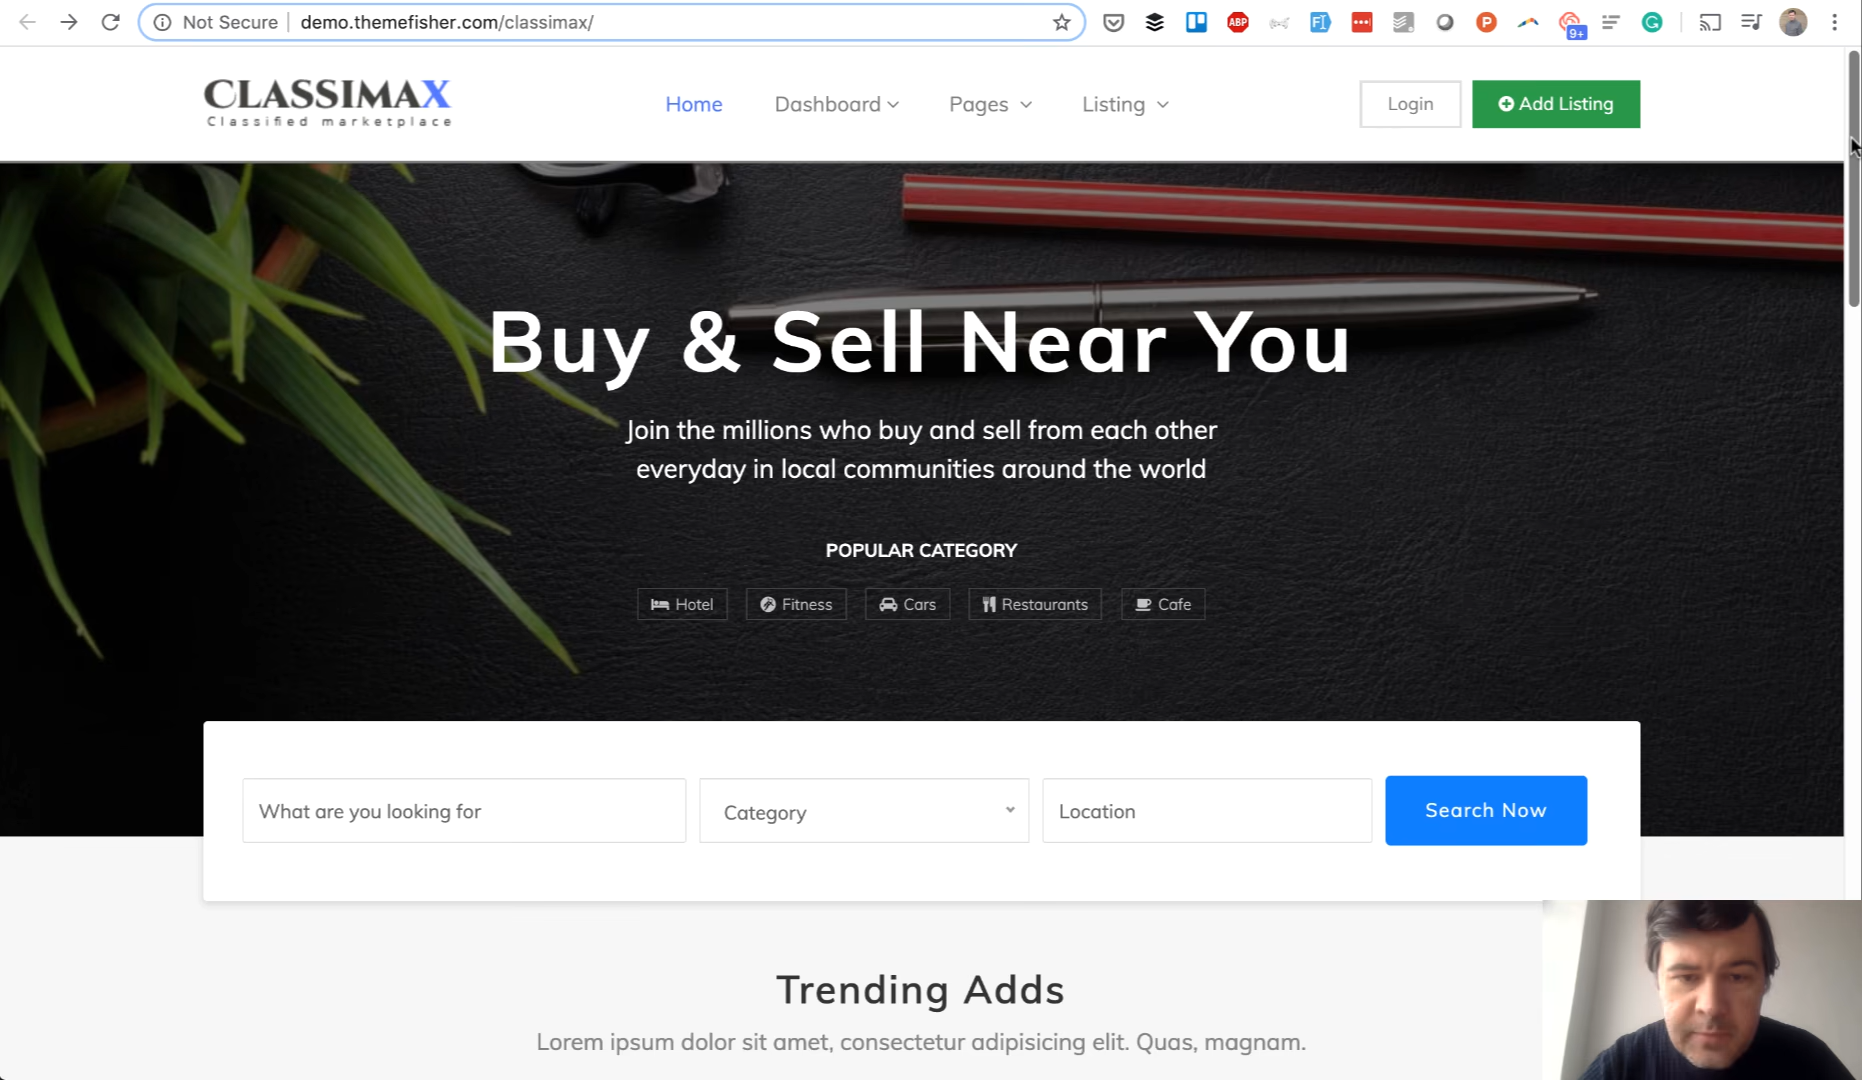 Not Secure | demo.themefisher.com/classimax/
ABP
P
9+
G
CLASSIMAX
Classified marketplace
Home Dashboard Pages Listing Login Add Listing
Buy & Sell Near You
Join the millions who buy and sell from each other
everyday in local communities around the world
POPULAR CATEGORY
Hotel Fitness Cars Restaurants Cafe
What are you looking for Category Location Search Now
Trending Adds
Lorem ipsum dolor sit amet, consectetur adipisicing elit. Quas, magnam.